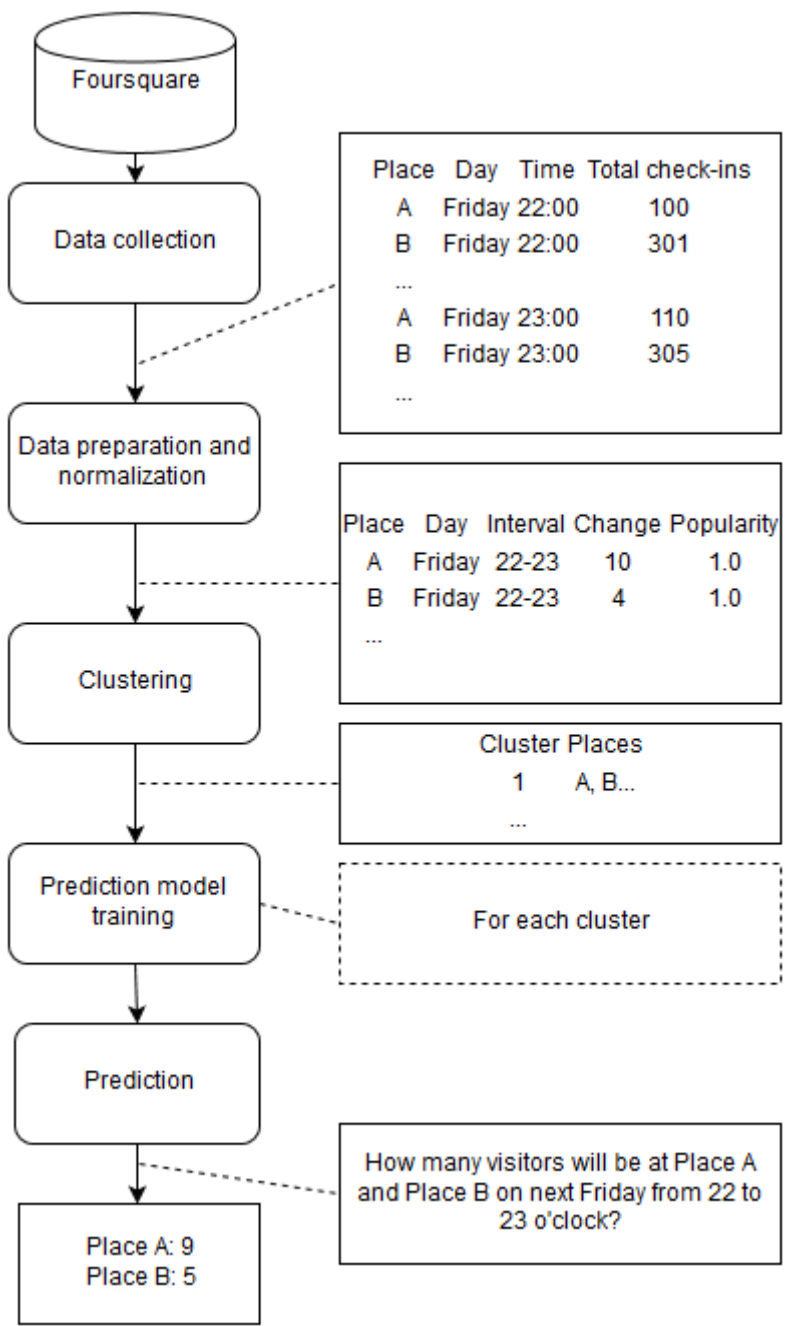 Foursquare
Data collection
Place Day Time Total check-ins
A Friday 22:00 100
B Friday 22:00 301
...
A Friday 23:00 110
B Friday 23:00 305
...
Data preparation and
normalization
Place Day Interval Change Popularity
A Friday 22-23 10 1.0
B Friday 22-23 4 1.0
...
Clustering
Cluster Places
1 A, B...
...
Prediction model
training
For each cluster
Prediction
How many visitors will be at Place A
and Place B on next Friday from 22 to
23 o'clock?
Place A: 9
Place B: 5